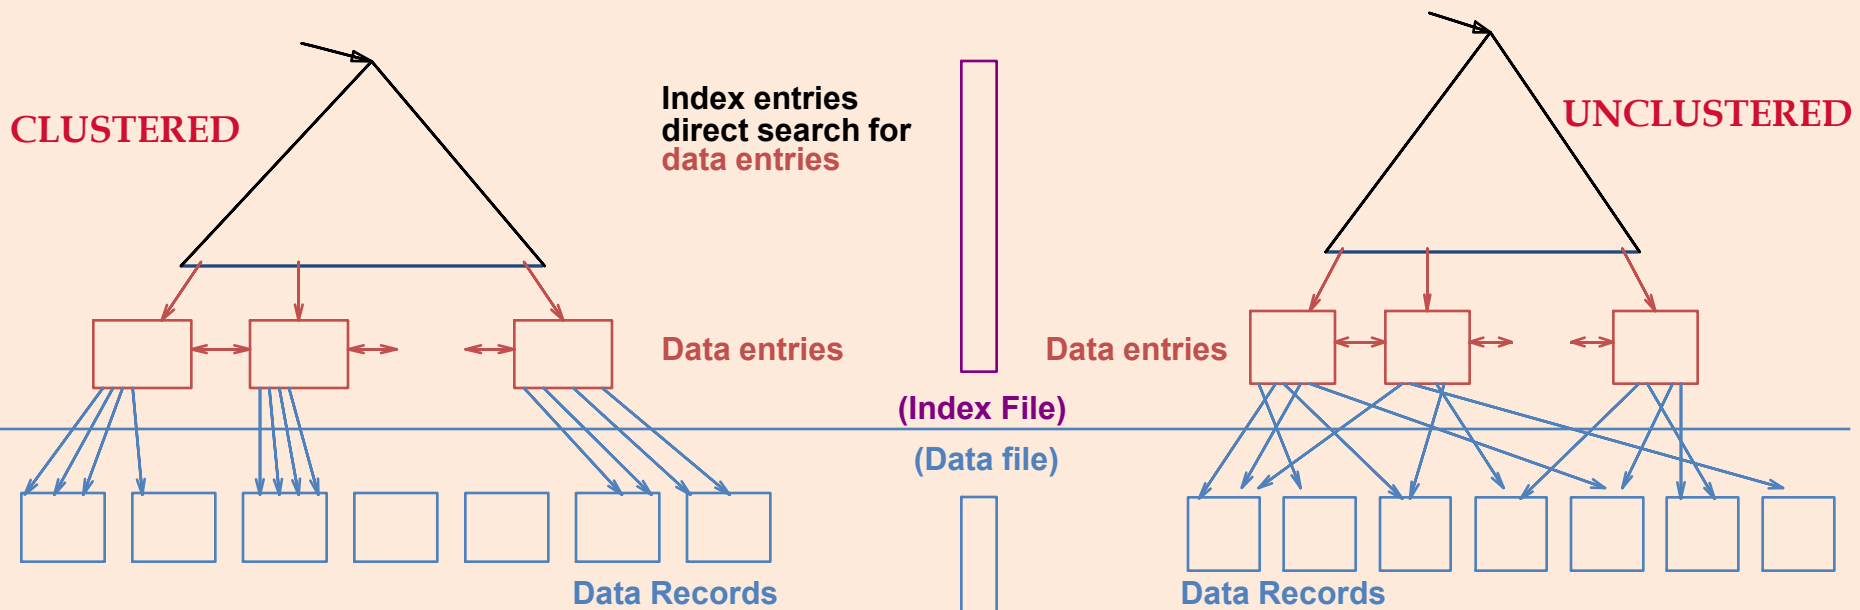 CLUSTERED
Index entries
direct search for
data entries
UNCLUSTERED
Data entries
Data entries
(Index File)
(Data file)
Data Records
Data Records